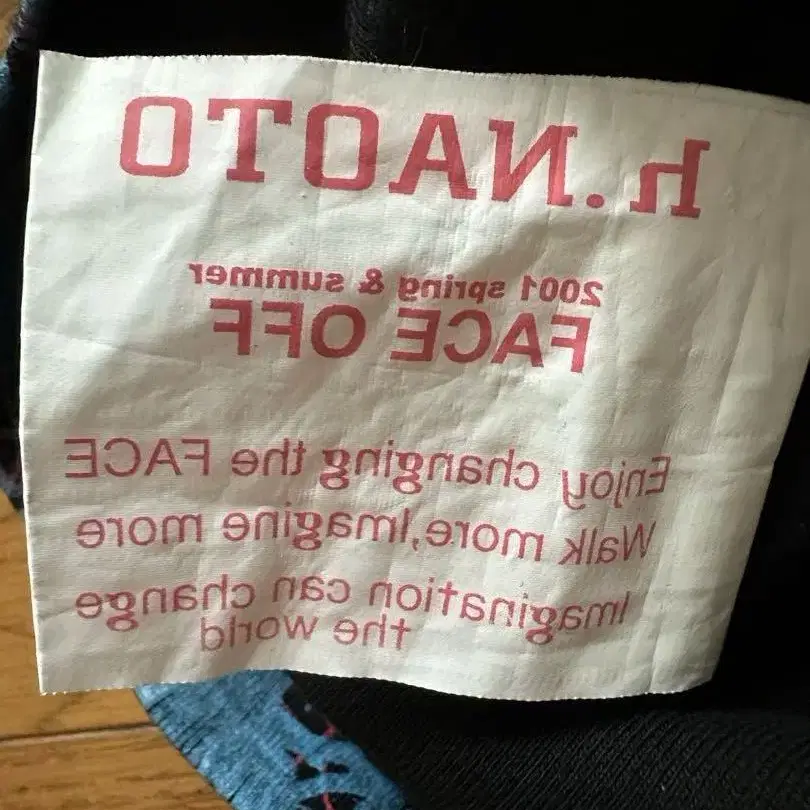 h.NAOTO
2001 spring & summer
FACE OFF
Enjoy changing the FACE
Walk more,Imagine more
Imagination can change
the world